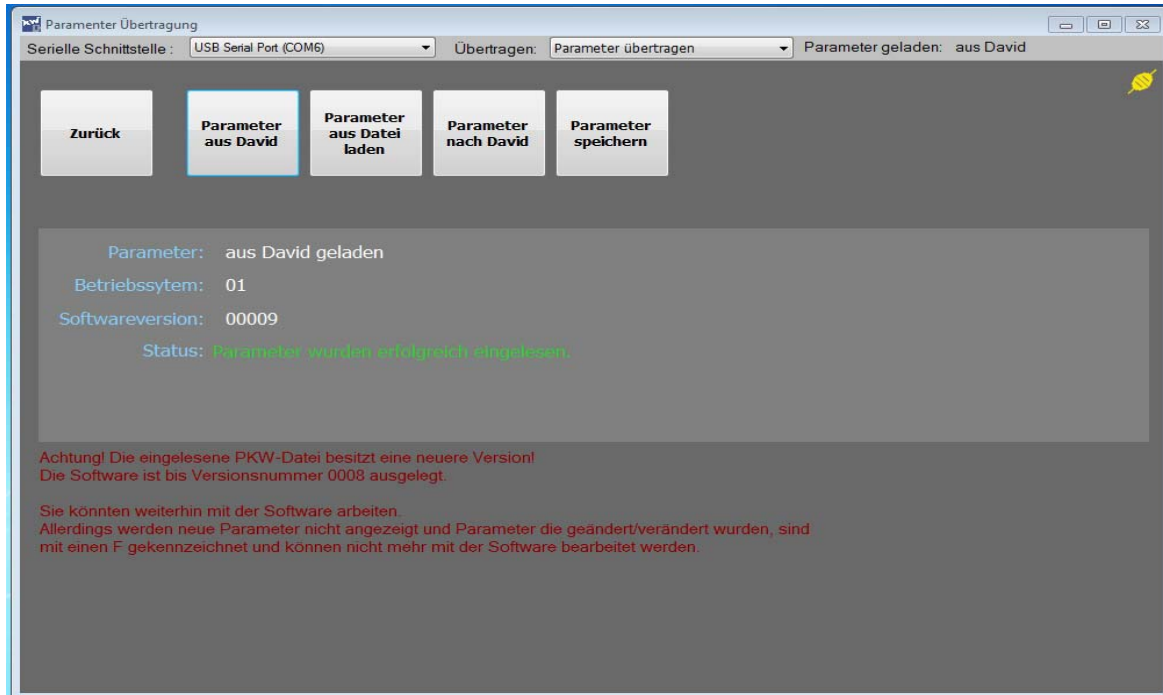 Paramenter Übertragung
Serielle Schnittstelle : USB Serial Port (COM6) Übertragen: Parameter übertragen Parameter geladen: aus David
Zurück
Parameter
aus David
Parameter
aus Datei
laden
Parameter
nach David
Parameter
speichern
Parameter: aus David geladen
Betriebssytem: 01
Softwareversion: 00009
Status: Parameter wurden erfolgreich eingelesen.
Achtung! Die eingelesene PKW-Datei besitzt eine neuere Version!
Die Software ist bis Versionsnummer 0008 ausgelegt.
Sie könnten weiterhin mit der Software arbeiten.
Allerdings werden neue Parameter nicht angezeigt und Parameter die geändert/verändert wurden, sind
mit einen F gekennzeichnet und können nicht mehr mit der Software bearbeitet werden.